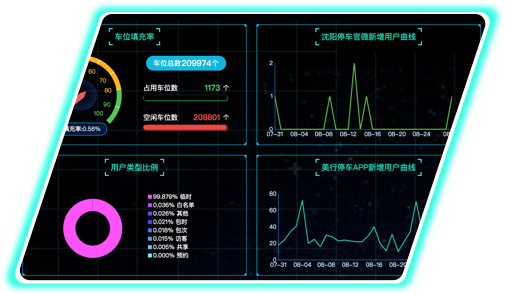 车位填充率
60
70
80
90
100
填充率:0.56%
车位总数209974个
占用车位数 1173 个
空闲车位数 208801 个
沈阳停车官微新增用户曲线
2
1
0
07-31 08-04 08-08 08-12 08-16 08-20 08-24
用户类型比例
99.879% 临时
0.036% 白名单
0.026% 其他
0.021% 包时
0.018% 包次
0.015% 访客
0.005% 共享
0.000% 预约
美行停车APP新增用户曲线
80
60
40
20
0
07-31 08-04 08-08 08-12 08-16 08-20